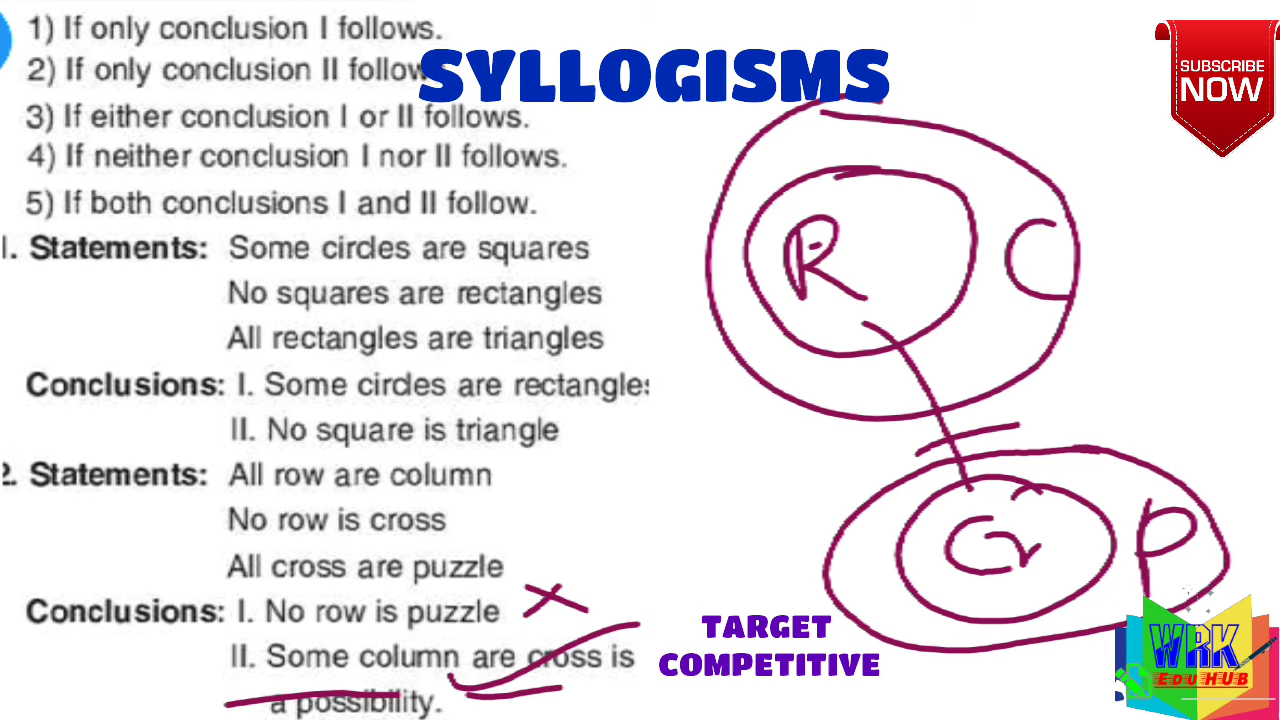 1) If only conclusion I follows.
2) If only conclusion II follow
SYLLOGISMS
SUBSCRIBE
NOW
3) If either conclusion I or II follows.
4) If neither conclusion I nor II follows.
5) If both conclusions I and II follow.
1. Statements: Some circles are squares
No squares are rectangles
All rectangles are triangles
Conclusions: I. Some circles are rectangles
II. No square is triangle
2. Statements: All row are column
No row is cross
All cross are puzzle
Conclusions: I. No row is puzzle
II. Some column are cross is
a possibility.
R
C
Cr
P
TARGET
COMPETITIVE
WRK
EDU HUB